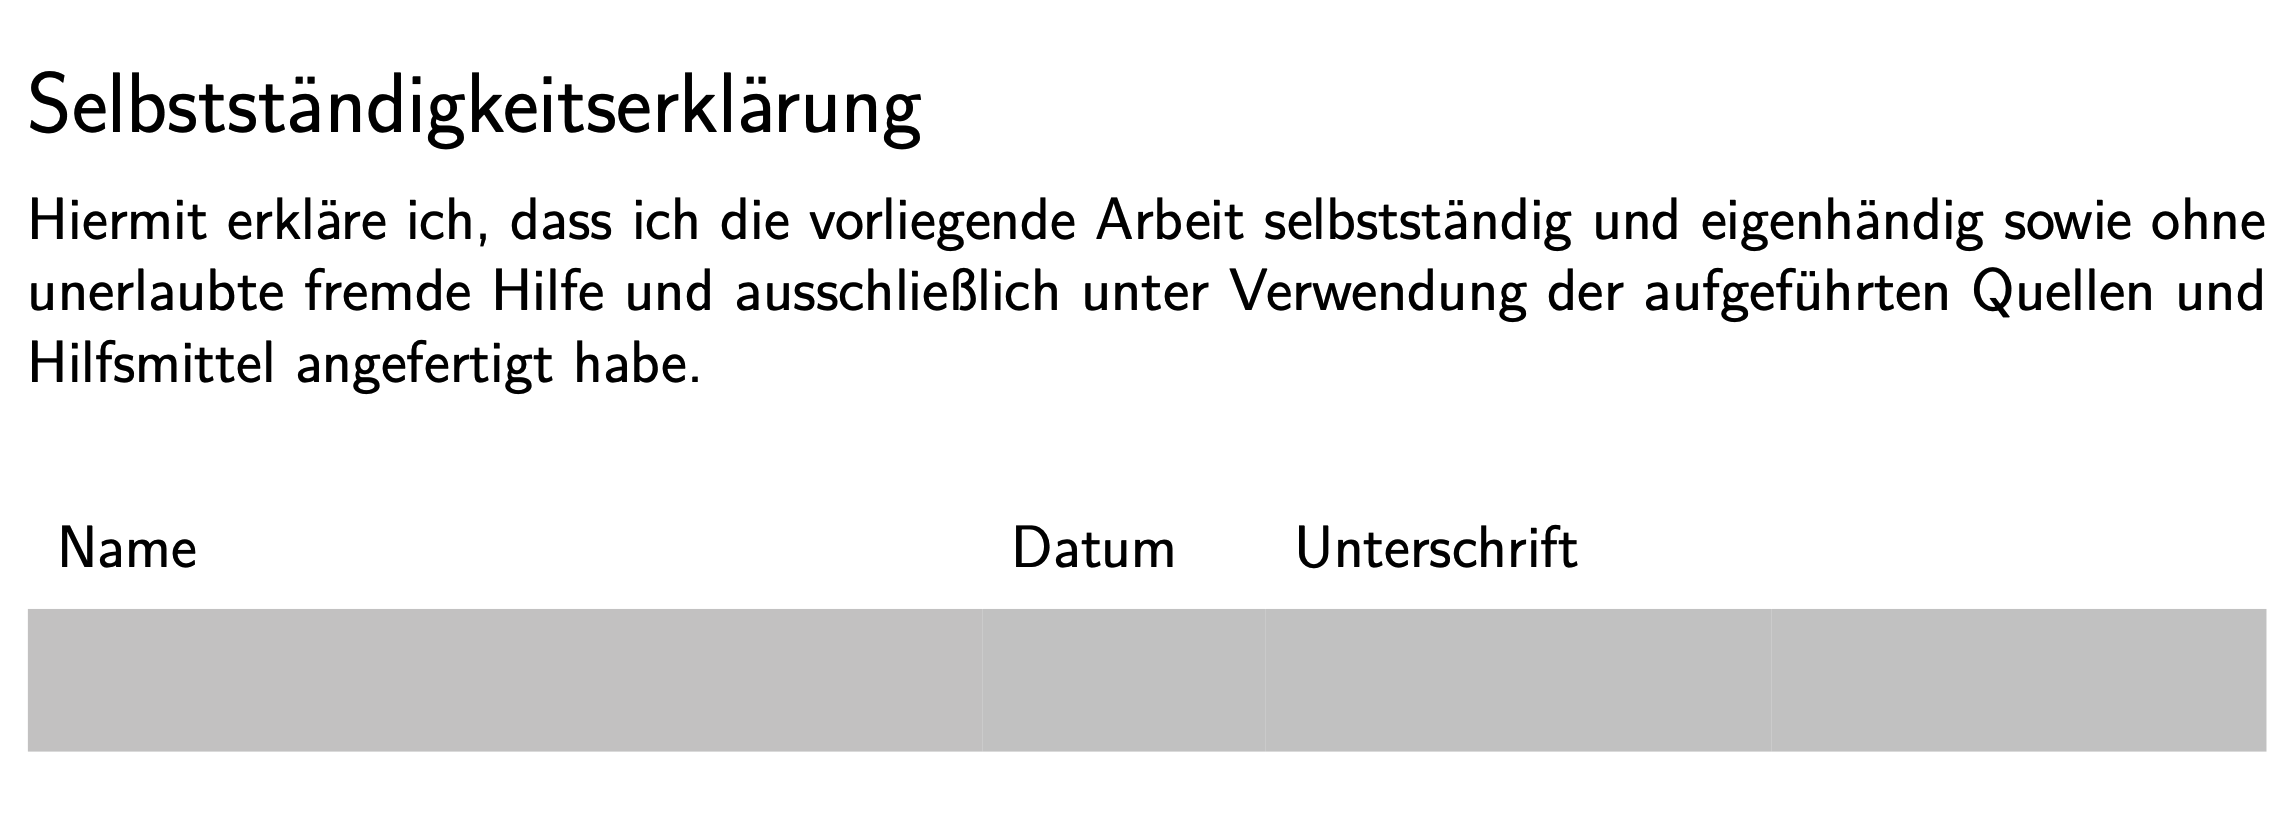 Selbstständigkeitserklärung
Hiermit erkläre ich, dass ich die vorliegende Arbeit selbstständig und eigenhändig sowie ohne
unerlaubte fremde Hilfe und ausschließlich unter Verwendung der aufgeführten Quellen und
Hilfsmittel angefertigt habe.
Name Datum Unterschrift